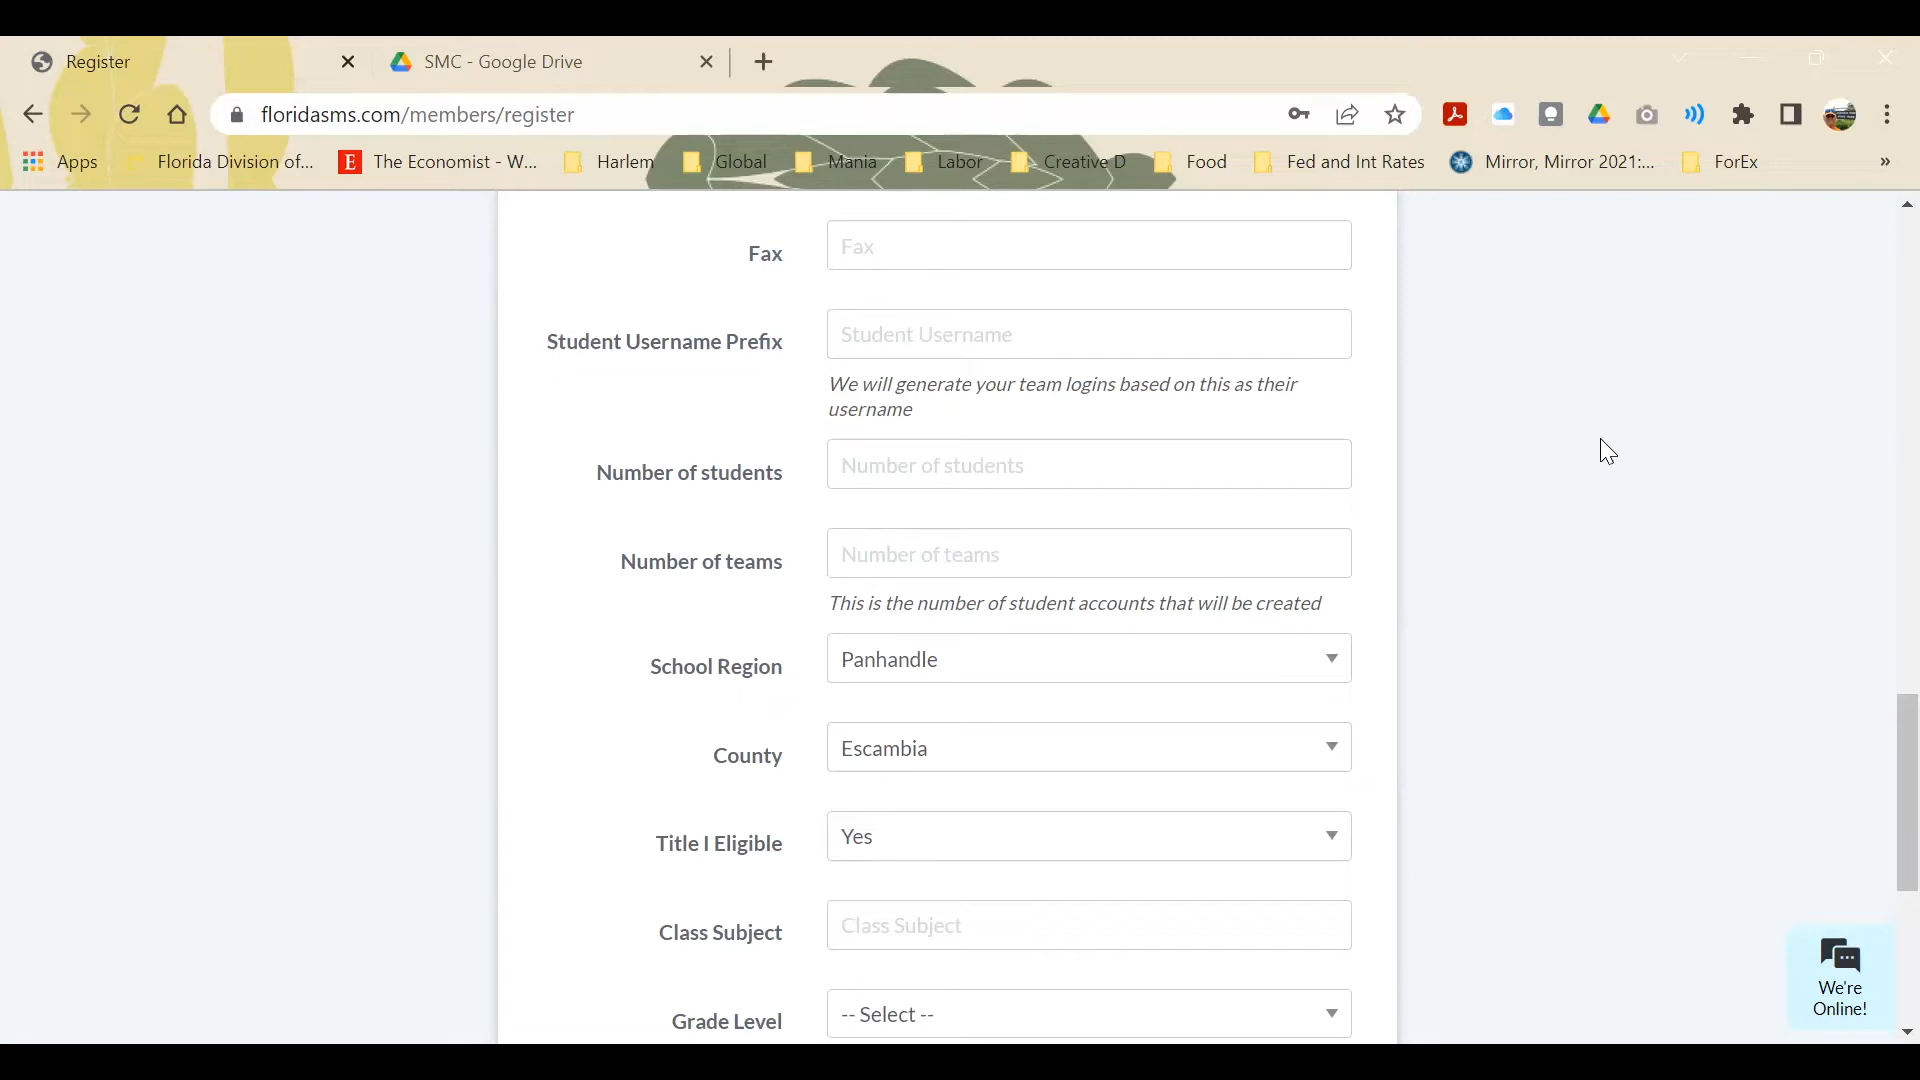 Register
SMC - Google Drive
floridasms.com/members/register
Apps
Florida Division of...
E
The Economist - W...
Harlem
Global
Mania
Labor
Creative D
Food
Fed and Int Rates
Mirror, Mirror 2021:...
ForEx
»
Fax
Fax
Student Username Prefix
Student Username
We will generate your team logins based on this as their
username
Number of students
Number of students
Number of teams
Number of teams
This is the number of student accounts that will be created
School Region
Panhandle
County
Escambia
Title I Eligible
Yes
Class Subject
Class Subject
Grade Level
-- Select --
We're
Online!